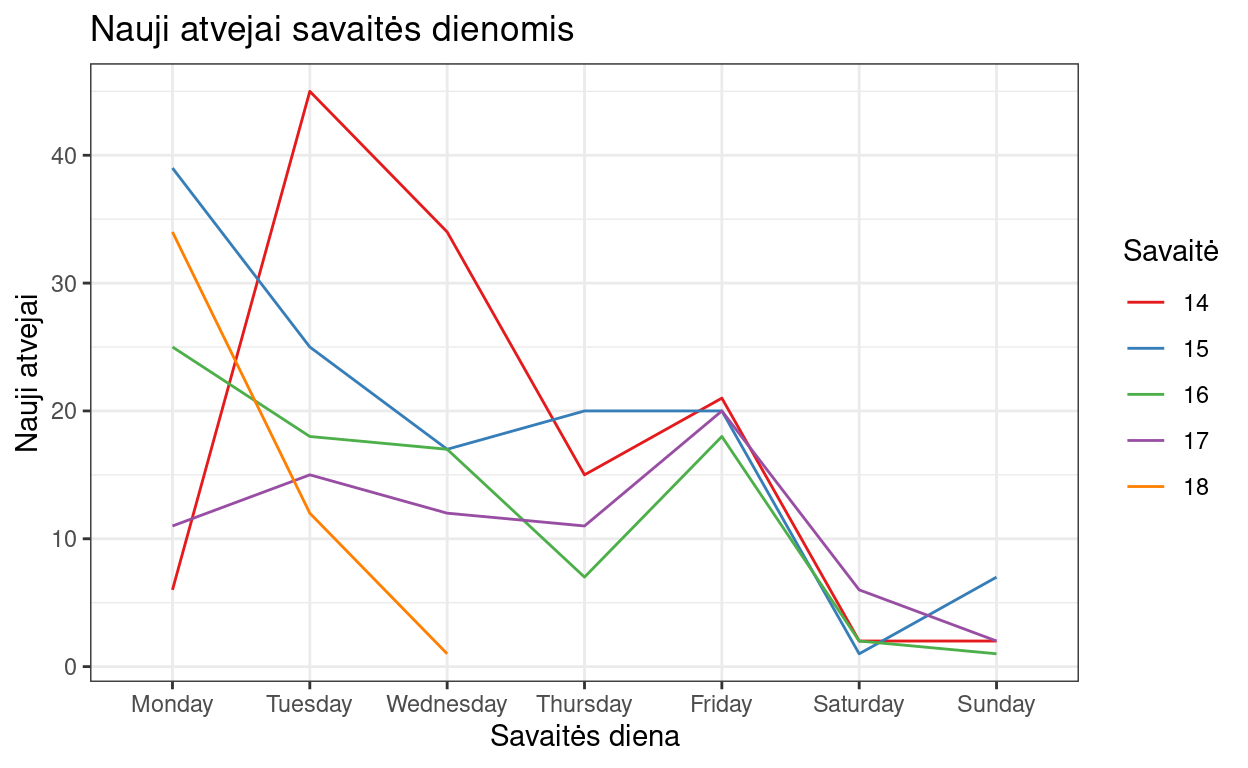 Nauji atvejai savaitės dienomis
Nauji atvejai
40
30
20
10
0
Monday Tuesday Wednesday Thursday Friday Saturday Sunday
Savaitės diena
Savaitė
14
15
16
17
18